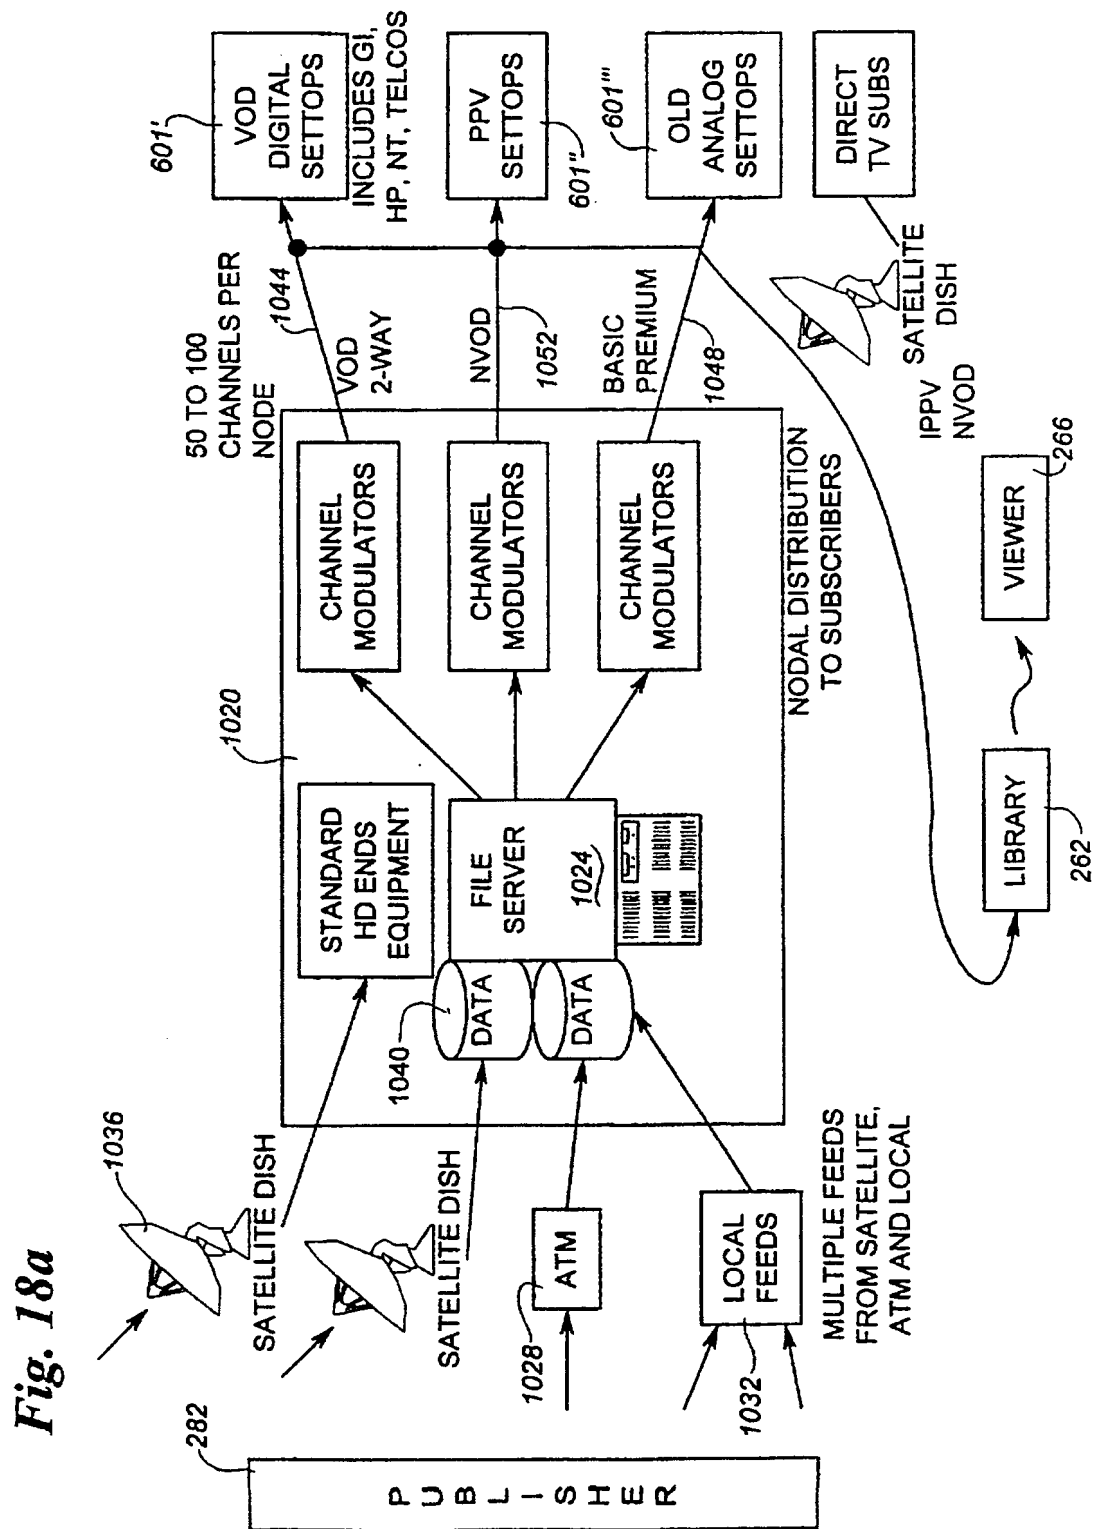 Fig. 18a
282
PUBLISHER
1036
SATELLITE DISH
SATELLITE DISH
1028
ATM
1032
LOCAL
FEEDS
MULTIPLE FEEDS
FROM SATELLITE,
ATM AND LOCAL
1020
STANDARD
HD ENDS
EQUIPMENT
1040
DATA
DATA
FILE
SERVER
1024
CHANNEL
MODULATORS
CHANNEL
MODULATORS
CHANNEL
MODULATORS
NODAL DISTRIBUTION
TO SUBSCRIBERS
50 TO 100
CHANNELS PER
NODE
1044
VOD
2-WAY
NVOD
1052
BASIC
PREMIUM
1048
601'
VOD
DIGITAL
SETTOPS
INCLUDES GI,
HP, NT, TELCOS
PPV
SETTOPS
601"
601'"
OLD
ANALOG
SETTOPS
DIRECT
TV SUBS
SATELLITE
DISH
IPPV
NVOD
LIBRARY
262
VIEWER
266